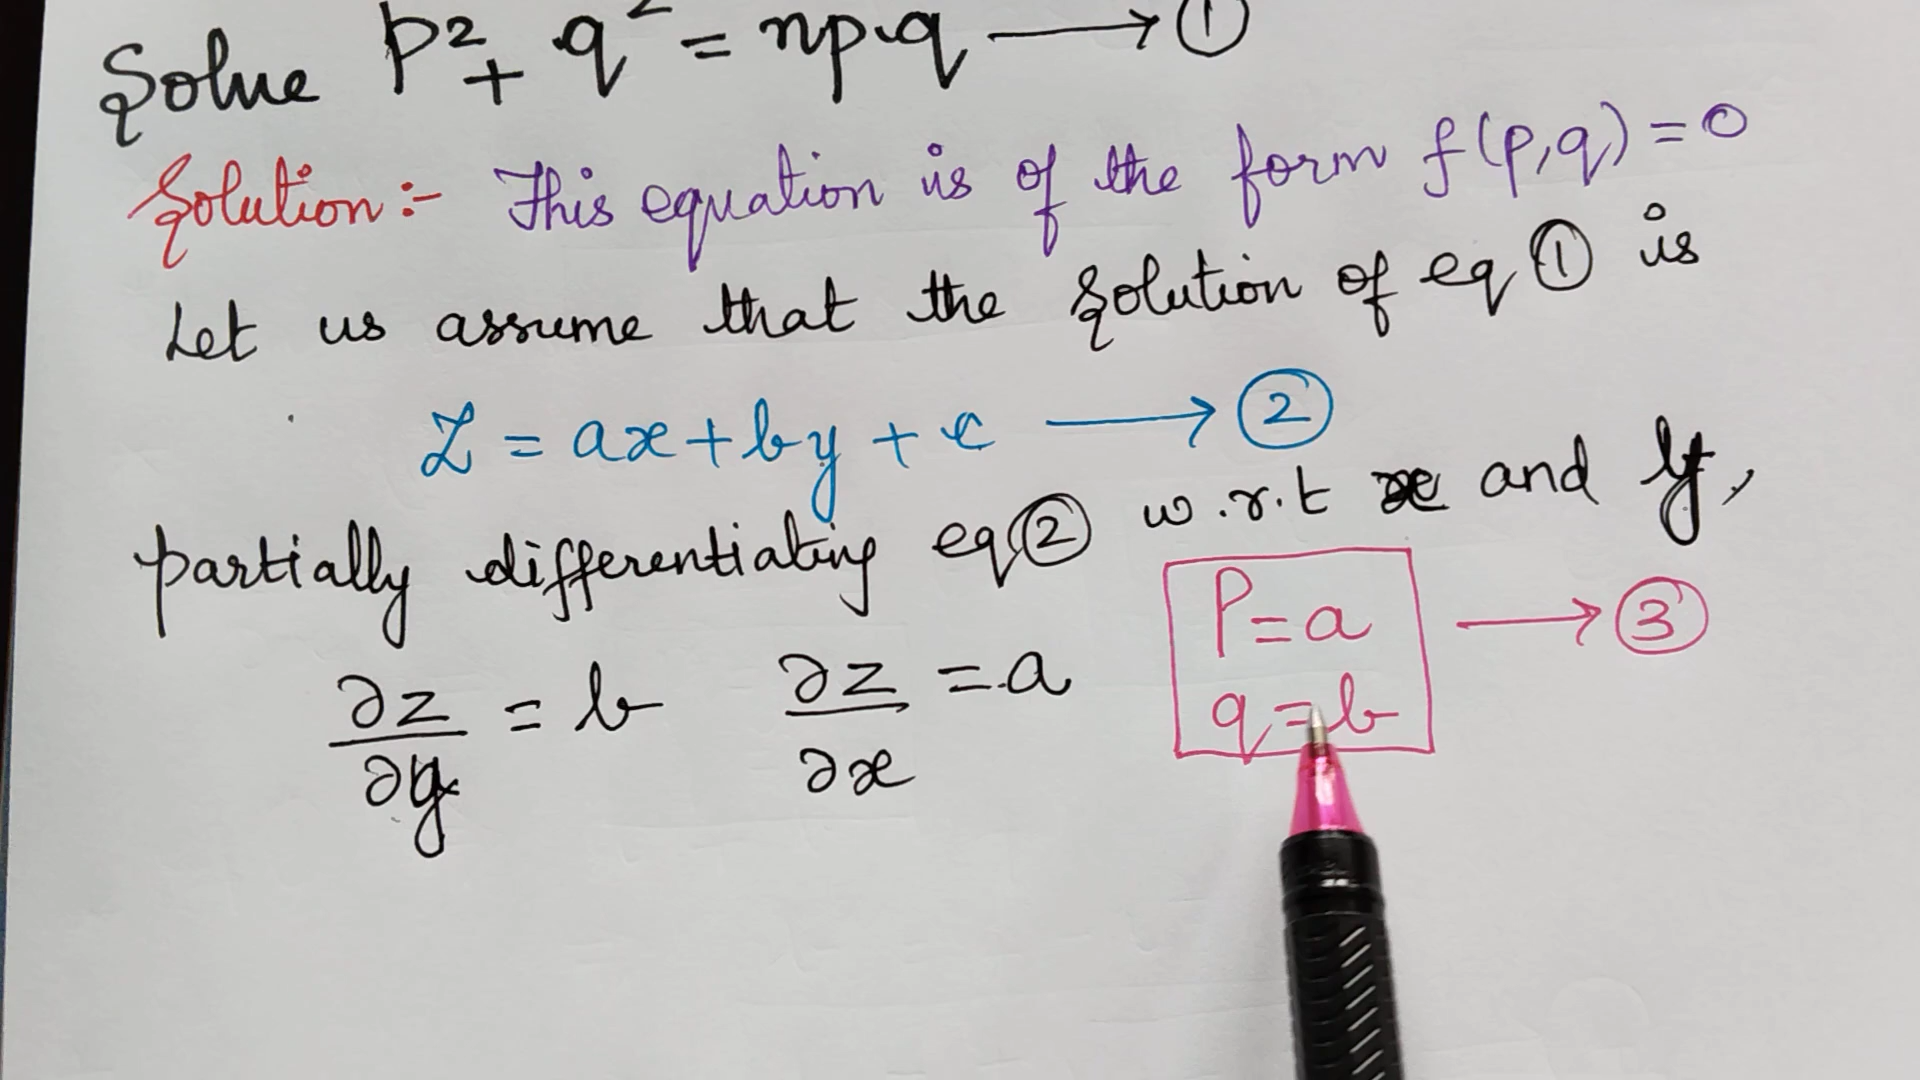 Solve p²+q²=np.q → ①
Solution:- This equation is of the form f(p,q)=0
Let us assume that the solution of eq ① is
Z = ax+by+c → ②
partially differentiating eq ② w.r.t x and y,
∂z/∂y = b ∂z/∂x = a P=a → ③
q=b